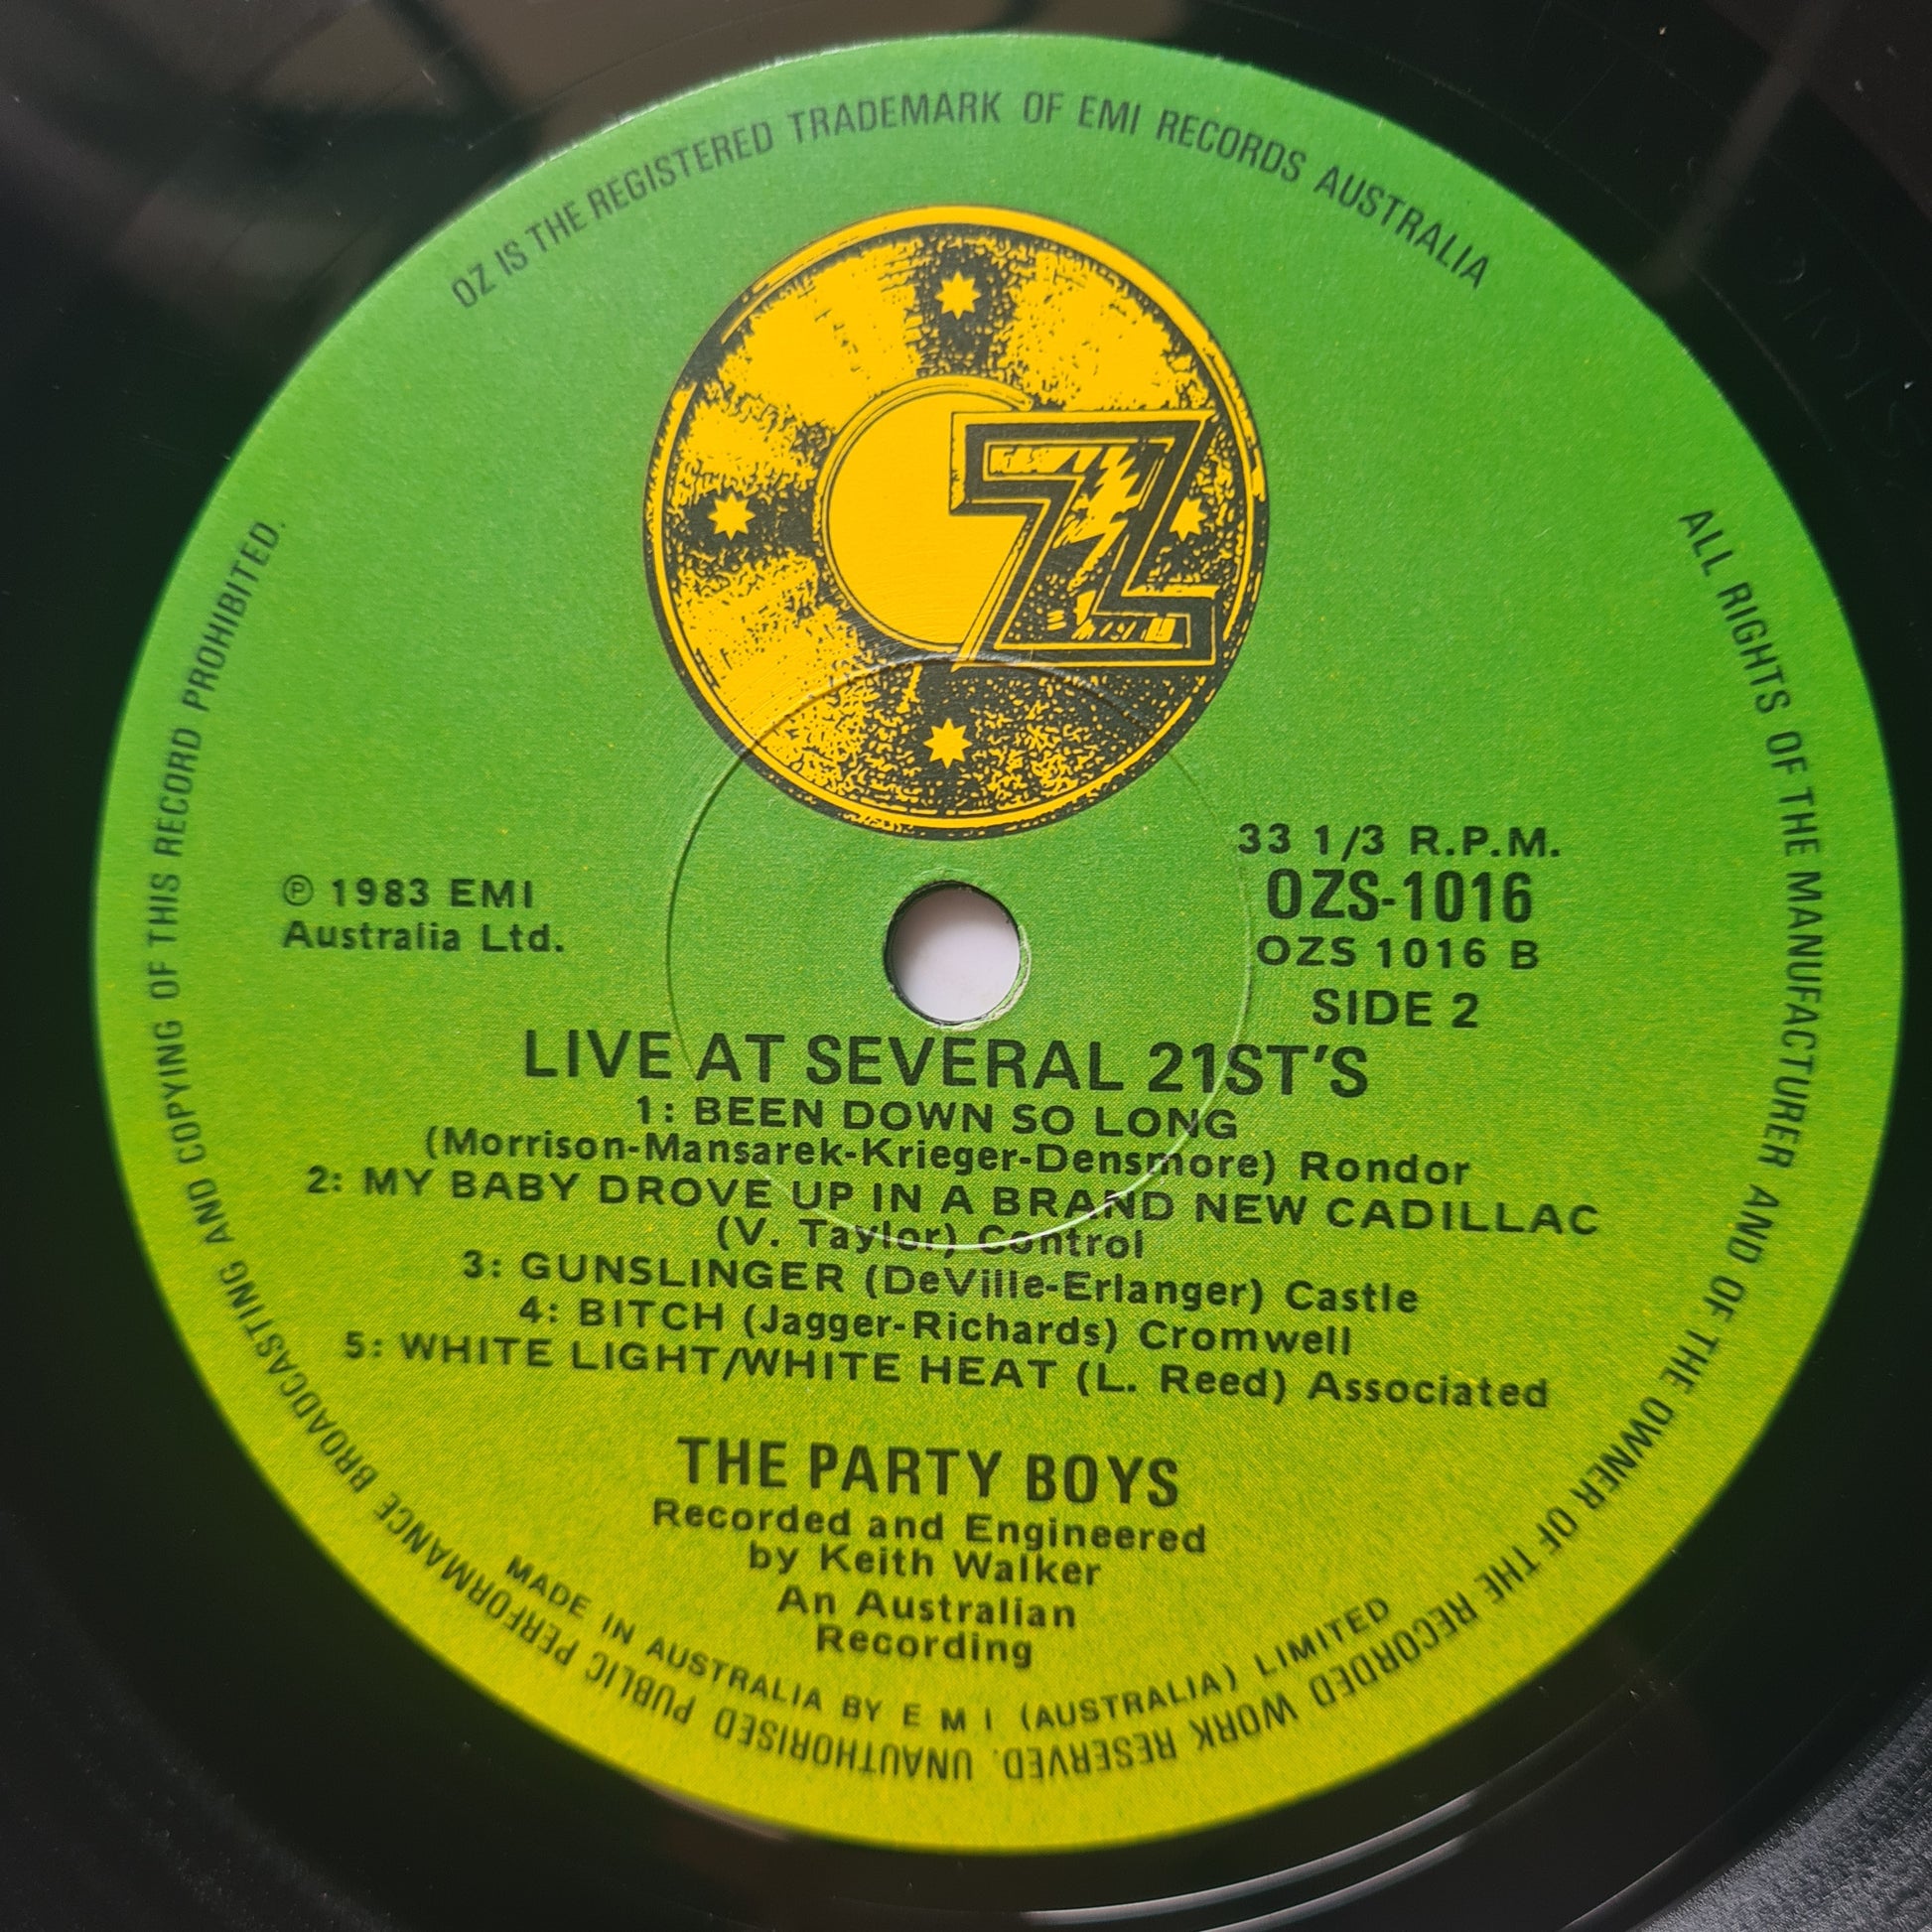 OZ IS THE REGISTERED TRADEMARK OF EMI RECORDS AUSTRALIA
Z
℗ 1983 EMI
Australia Ltd.
33 1/3 R.P.M.
OZS-1016
OZS 1016 B
SIDE 2
LIVE AT SEVERAL 21ST'S
1: BEEN DOWN SO LONG
(Morrison-Mansarek-Krieger-Densmore) Rondor
2: MY BABY DROVE UP IN A BRAND NEW CADILLAC
(V. Taylor) Control
3: GUNSLINGER (DeVille-Erlanger) Castle
4: BITCH (Jagger-Richards) Cromwell
5: WHITE LIGHT/WHITE HEAT (L. Reed) Associated
THE PARTY BOYS
Recorded and Engineered
by Keith Walker
An Australian
Recording
MADE IN AUSTRALIA BY E M I (AUSTRALIA) LIMITED
ALL RIGHTS OF THE MANUFACTURER AND OF THE OWNER OF THE RECORDED WORK RESERVED. UNAUTHORISED PUBLIC PERFORMANCE BROADCASTING AND COPYING OF THIS RECORD PROHIBITED.